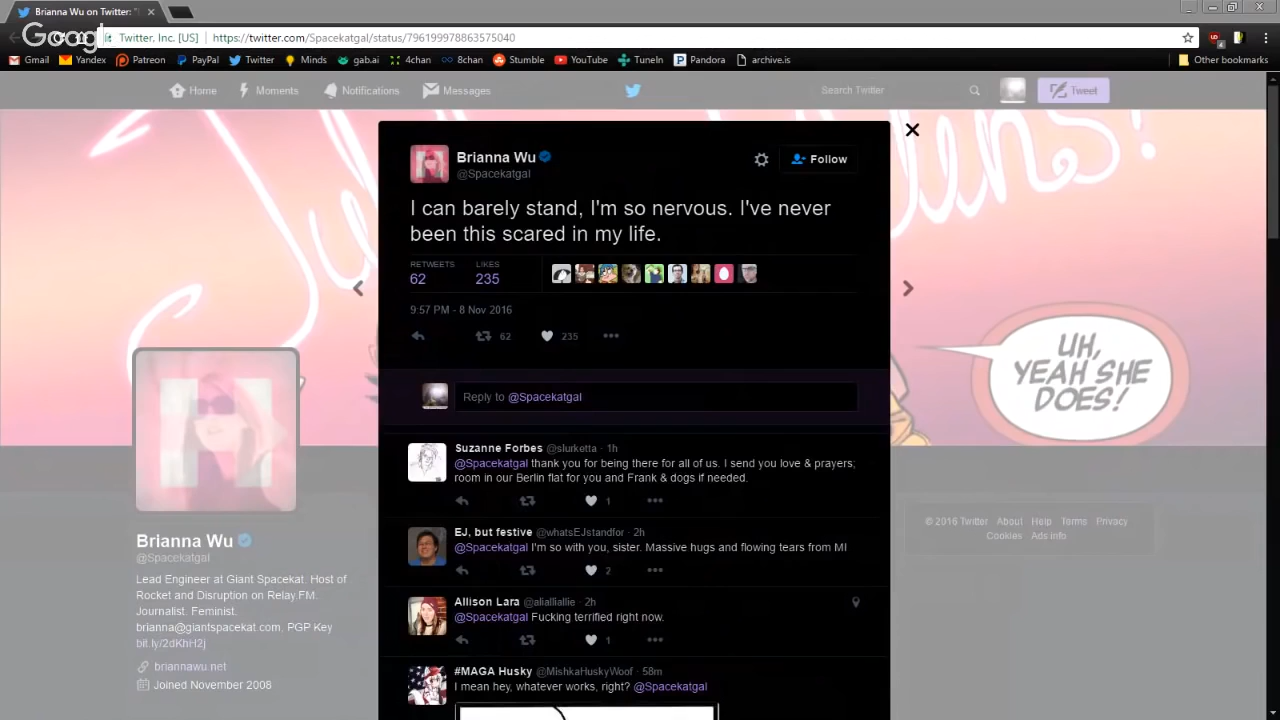 Brianna Wu on Twitter: "I
Google
Twitter, Inc. [US] https://twitter.com/Spacekatgal/status/796199978863575040
Gmail Yandex Patreon PayPal Twitter Minds gab.ai 4chan 8chan Stumble YouTube TuneIn Pandora archive.is Other bookmarks
Home Moments Notifications Messages Search Twitter Tweet
Brianna Wu
@Spacekatgal
Follow
I can barely stand, I'm so nervous. I've never
been this scared in my life.
RETWEETS LIKES
62 235
9:57 PM - 8 Nov 2016
62 235
Reply to @Spacekatgal
Suzanne Forbes @slurketta · 1h
@Spacekatgal thank you for being there for all of us. I send you love & prayers;
room in our Berlin flat for you and Frank & dogs if needed.
1
EJ, but festive @whatsEJstandfor · 2h
@Spacekatgal I'm so with you, sister. Massive hugs and flowing tears from MI
2
Allison Lara @alialliallie · 2h
@Spacekatgal Fucking terrified right now.
1
#MAGA Husky @MishkaHuskyWoof · 58m
I mean hey, whatever works, right? @Spacekatgal
UH,
YEAH SHE
DOES!
Brianna Wu
@Spacekatgal
Lead Engineer at Giant Spacekat. Host of
Rocket and Disruption on Relay.FM.
Journalist. Feminist.
brianna@giantspacekat.com. PGP Key
bit.ly/2dKhH2j
briannawu.net
Joined November 2008
© 2016 Twitter About Help Terms Privacy
Cookies Ads info